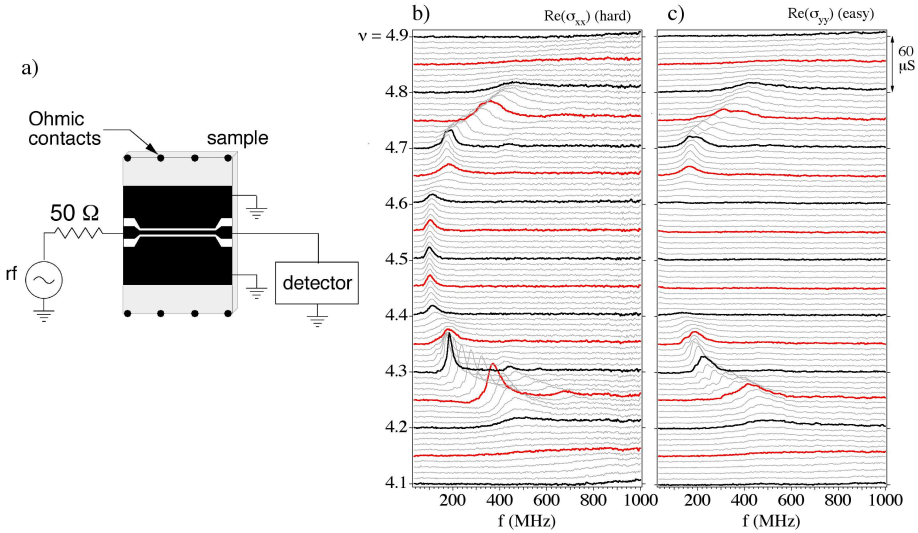 a)
Ohmic
contacts
sample
50 Ω
rf
detector
b)
Re(σxx) (hard)
ν = 4.9
4.8
4.7
4.6
4.5
4.4
4.3
4.2
4.1
200 400 600 800 1000
f (MHz)
c)
Re(σyy) (easy)
60
μS
200 400 600 800 1000
f (MHz)